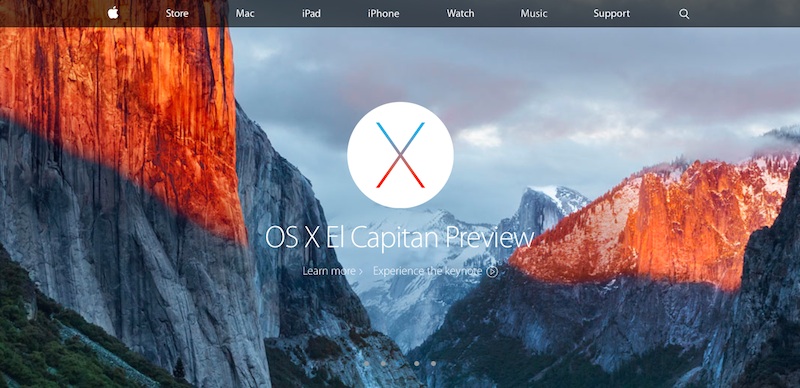 Store Mac iPad iPhone Watch Music Support
OS X El Capitan Preview
Learn more › Experience the keynote